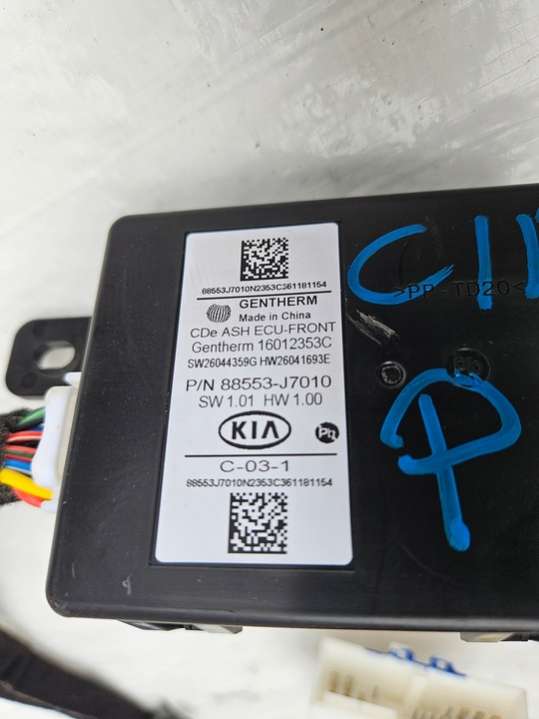 88553J7010N2353C361181154
GENTHERM
Made in China
CDe ASH ECU-FRONT
Gentherm 16012353C
SW26044359G HW26041693E
P/N 88553-J7010
SW 1.01 HW 1.00
KIA
C-03-1
88553J7010N2353C361181154
>PP-TD20<
P